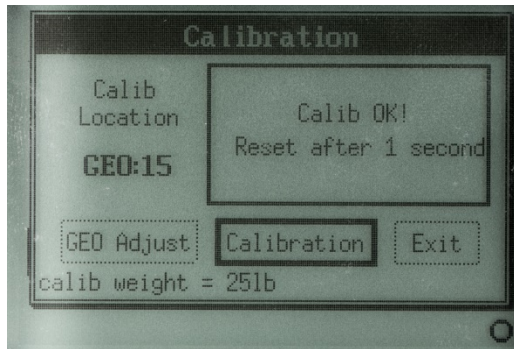 Calibration
Calib
Location
GEO:15
Calib OK!
Reset after 1 second
GEO Adjust
Calibration
Exit
calib weight = 25lb